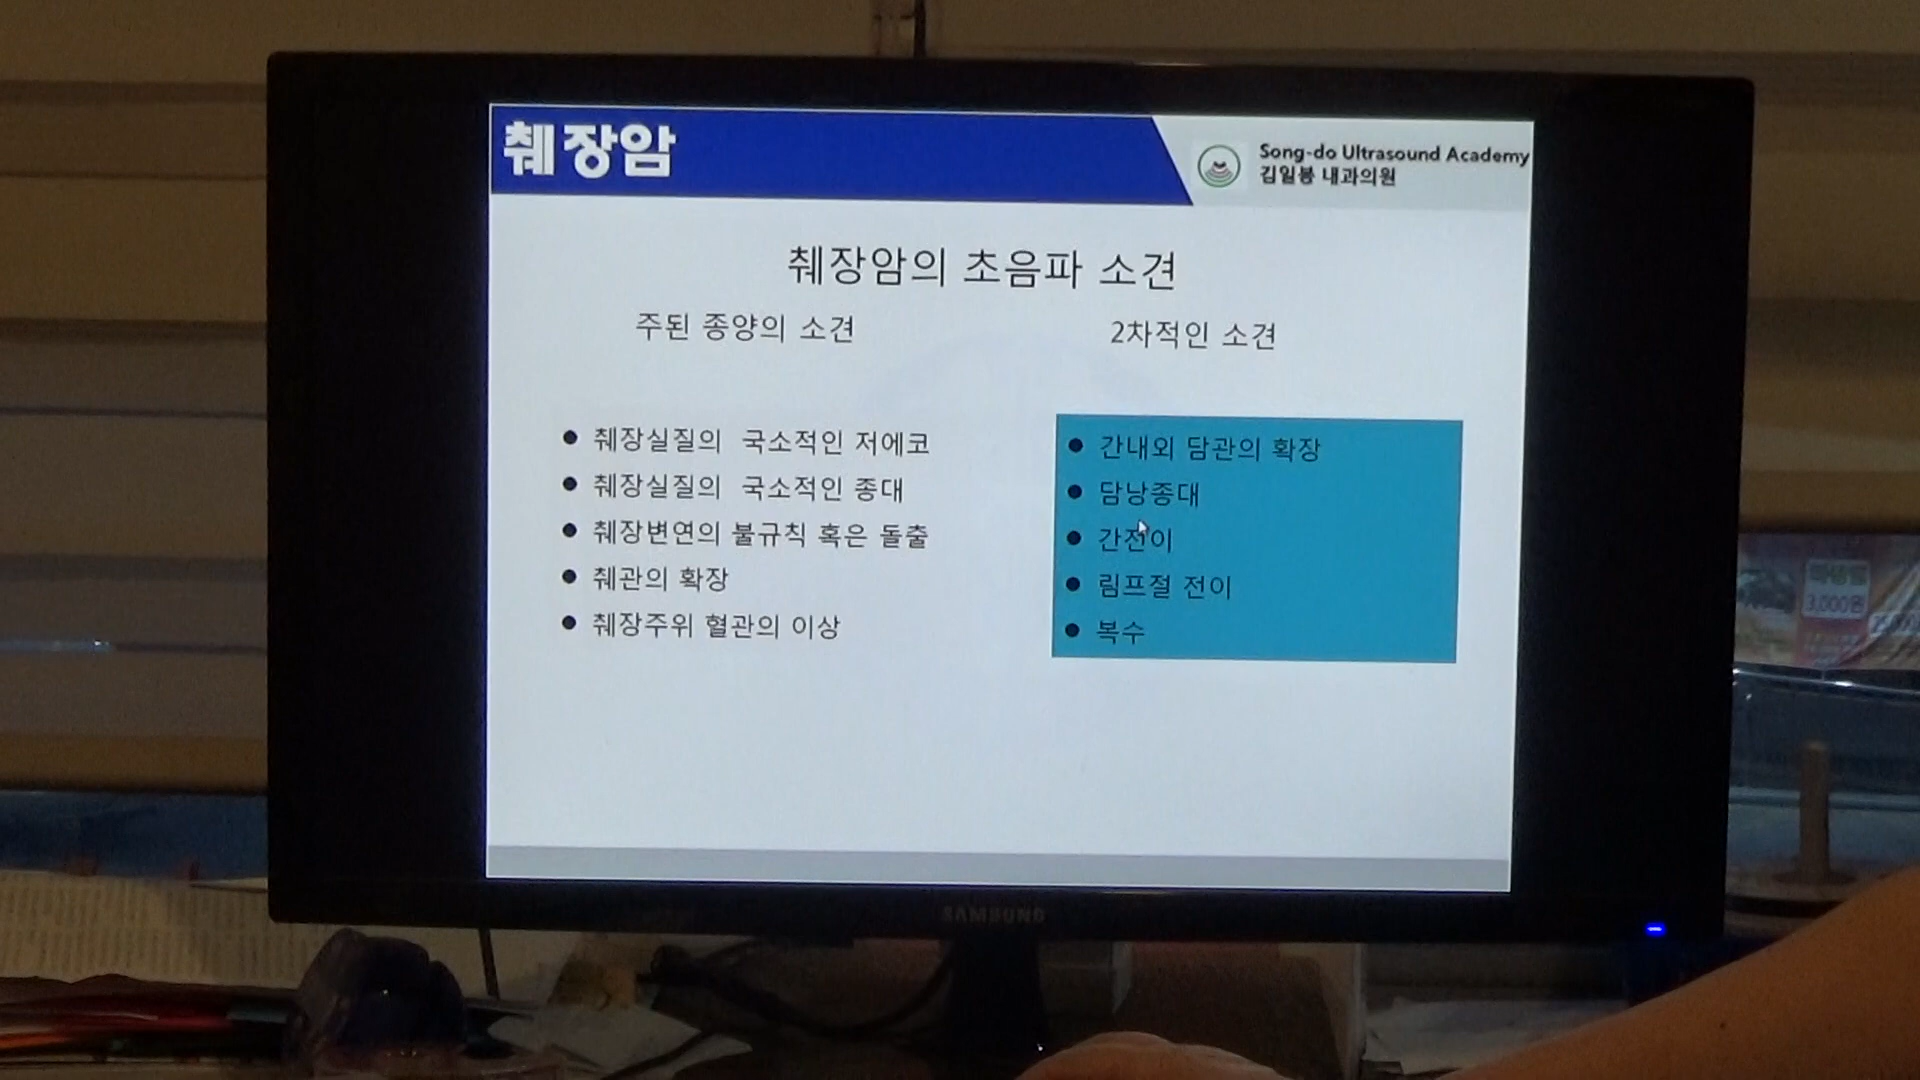 췌장암
Song-do Ultrasound Academy
김일봉 내과의원
췌장암의 초음파 소견
주된 종양의 소견
췌장실질의 국소적인 저에코
췌장실질의 국소적인 종대
췌장변연의 불규칙 혹은 돌출
췌관의 확장
췌장주위 혈관의 이상
2차적인 소견
간내외 담관의 확장
담낭종대
간전이
림프절 전이
복수
SAMSUNG
3,000원